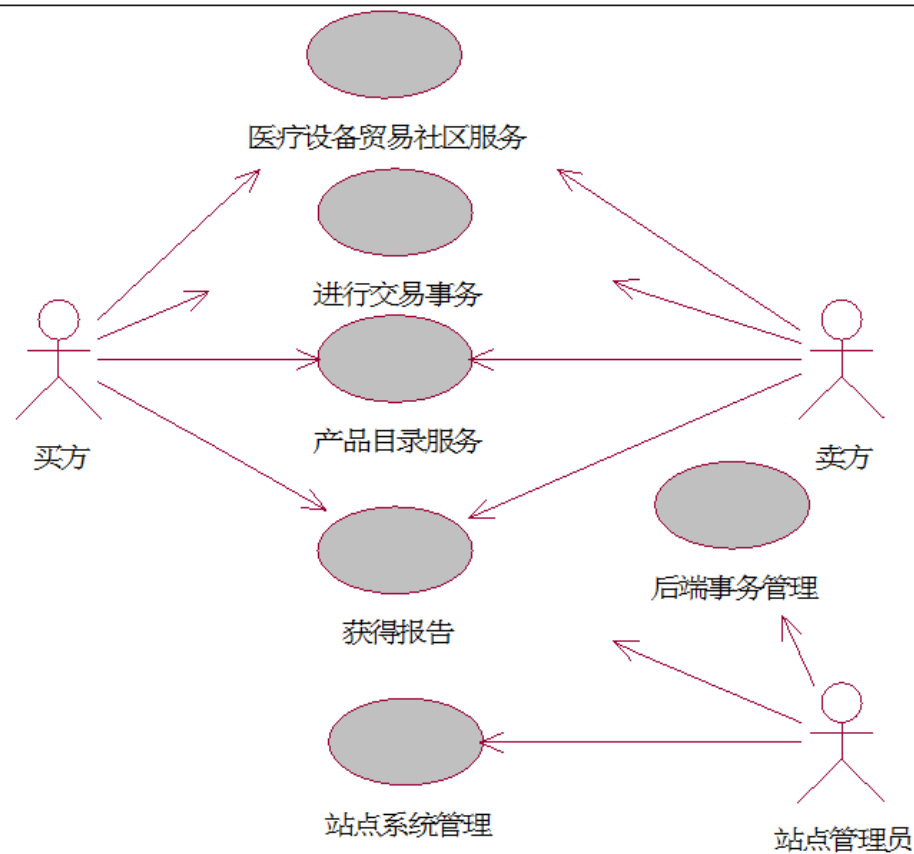 医疗设备贸易社区服务
进行交易事务
产品目录服务
买方
卖方
后端事务管理
获得报告
站点系统管理
站点管理员